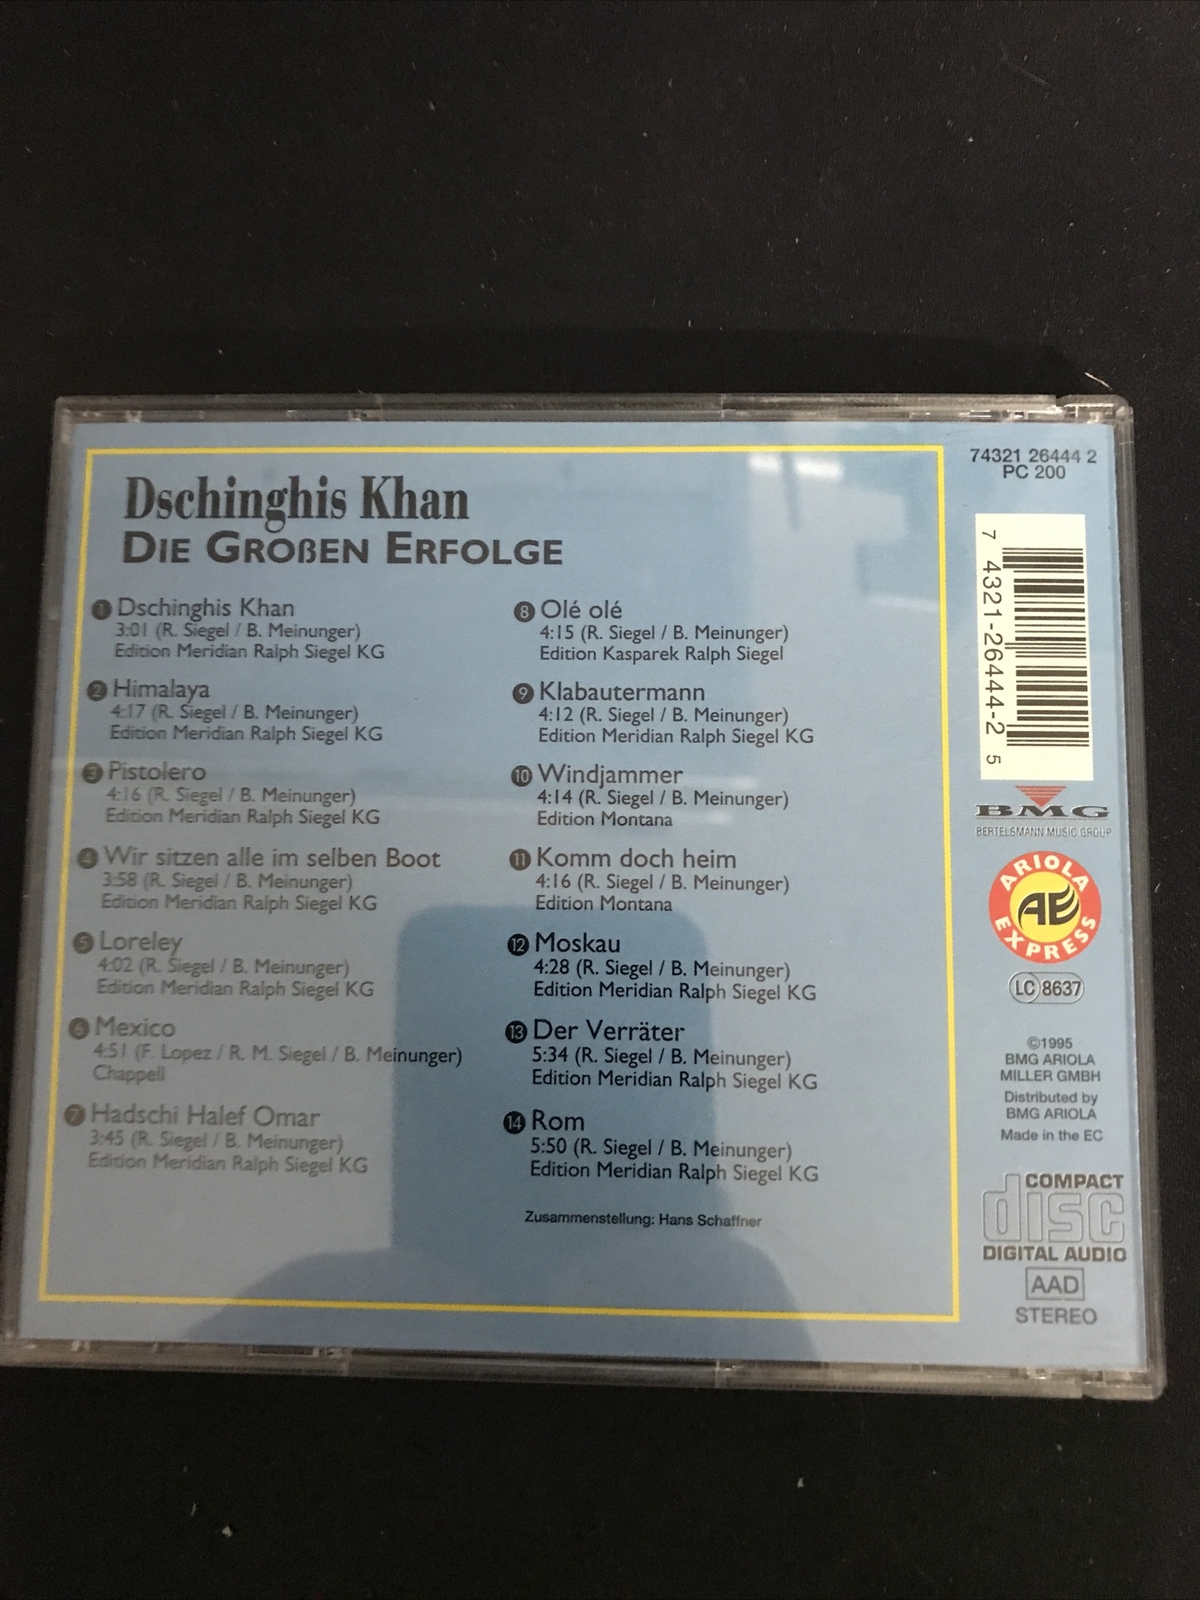 Dschinghis Khan
DIE GROßEN ERFOLGE
1 Dschinghis Khan
3:01 (R. Siegel / B. Meinunger)
Edition Meridian Ralph Siegel KG
2 Himalaya
4:17 (R. Siegel / B. Meinunger)
Edition Meridian Ralph Siegel KG
3 Pistolero
4:16 (R. Siegel / B. Meinunger)
Edition Meridian Ralph Siegel KG
4 Wir sitzen alle im selben Boot
3:58 (R. Siegel / B. Meinunger)
Edition Meridian Ralph Siegel KG
5 Loreley
4:02 (R. Siegel / B. Meinunger)
Edition Meridian Ralph Siegel KG
6 Mexico
4:51 (F. Lopez / R. M. Siegel / B. Meinunger)
Chappell
7 Hadschi Halef Omar
3:45 (R. Siegel / B. Meinunger)
Edition Meridian Ralph Siegel KG
8 Olé olé
4:15 (R. Siegel / B. Meinunger)
Edition Kasparek Ralph Siegel
9 Klabautermann
4:12 (R. Siegel / B. Meinunger)
Edition Meridian Ralph Siegel KG
10 Windjammer
4:14 (R. Siegel / B. Meinunger)
Edition Montana
11 Komm doch heim
4:16 (R. Siegel / B. Meinunger)
Edition Montana
12 Moskau
4:28 (R. Siegel / B. Meinunger)
Edition Meridian Ralph Siegel KG
13 Der Verräter
5:34 (R. Siegel / B. Meinunger)
Edition Meridian Ralph Siegel KG
14 Rom
5:50 (R. Siegel / B. Meinunger)
Edition Meridian Ralph Siegel KG
Zusammenstellung: Hans Schaffner
74321 26444 2
PC 200
7 4321-26444-2 5
BMG
BERTELSMANN MUSIC GROUP
ARIOLA
AE
EXPRESS
LC 8637
©1995
BMG ARIOLA
MILLER GMBH
Distributed by
BMG ARIOLA
Made in the EC
COMPACT
disc
DIGITAL AUDIO
AAD
STEREO